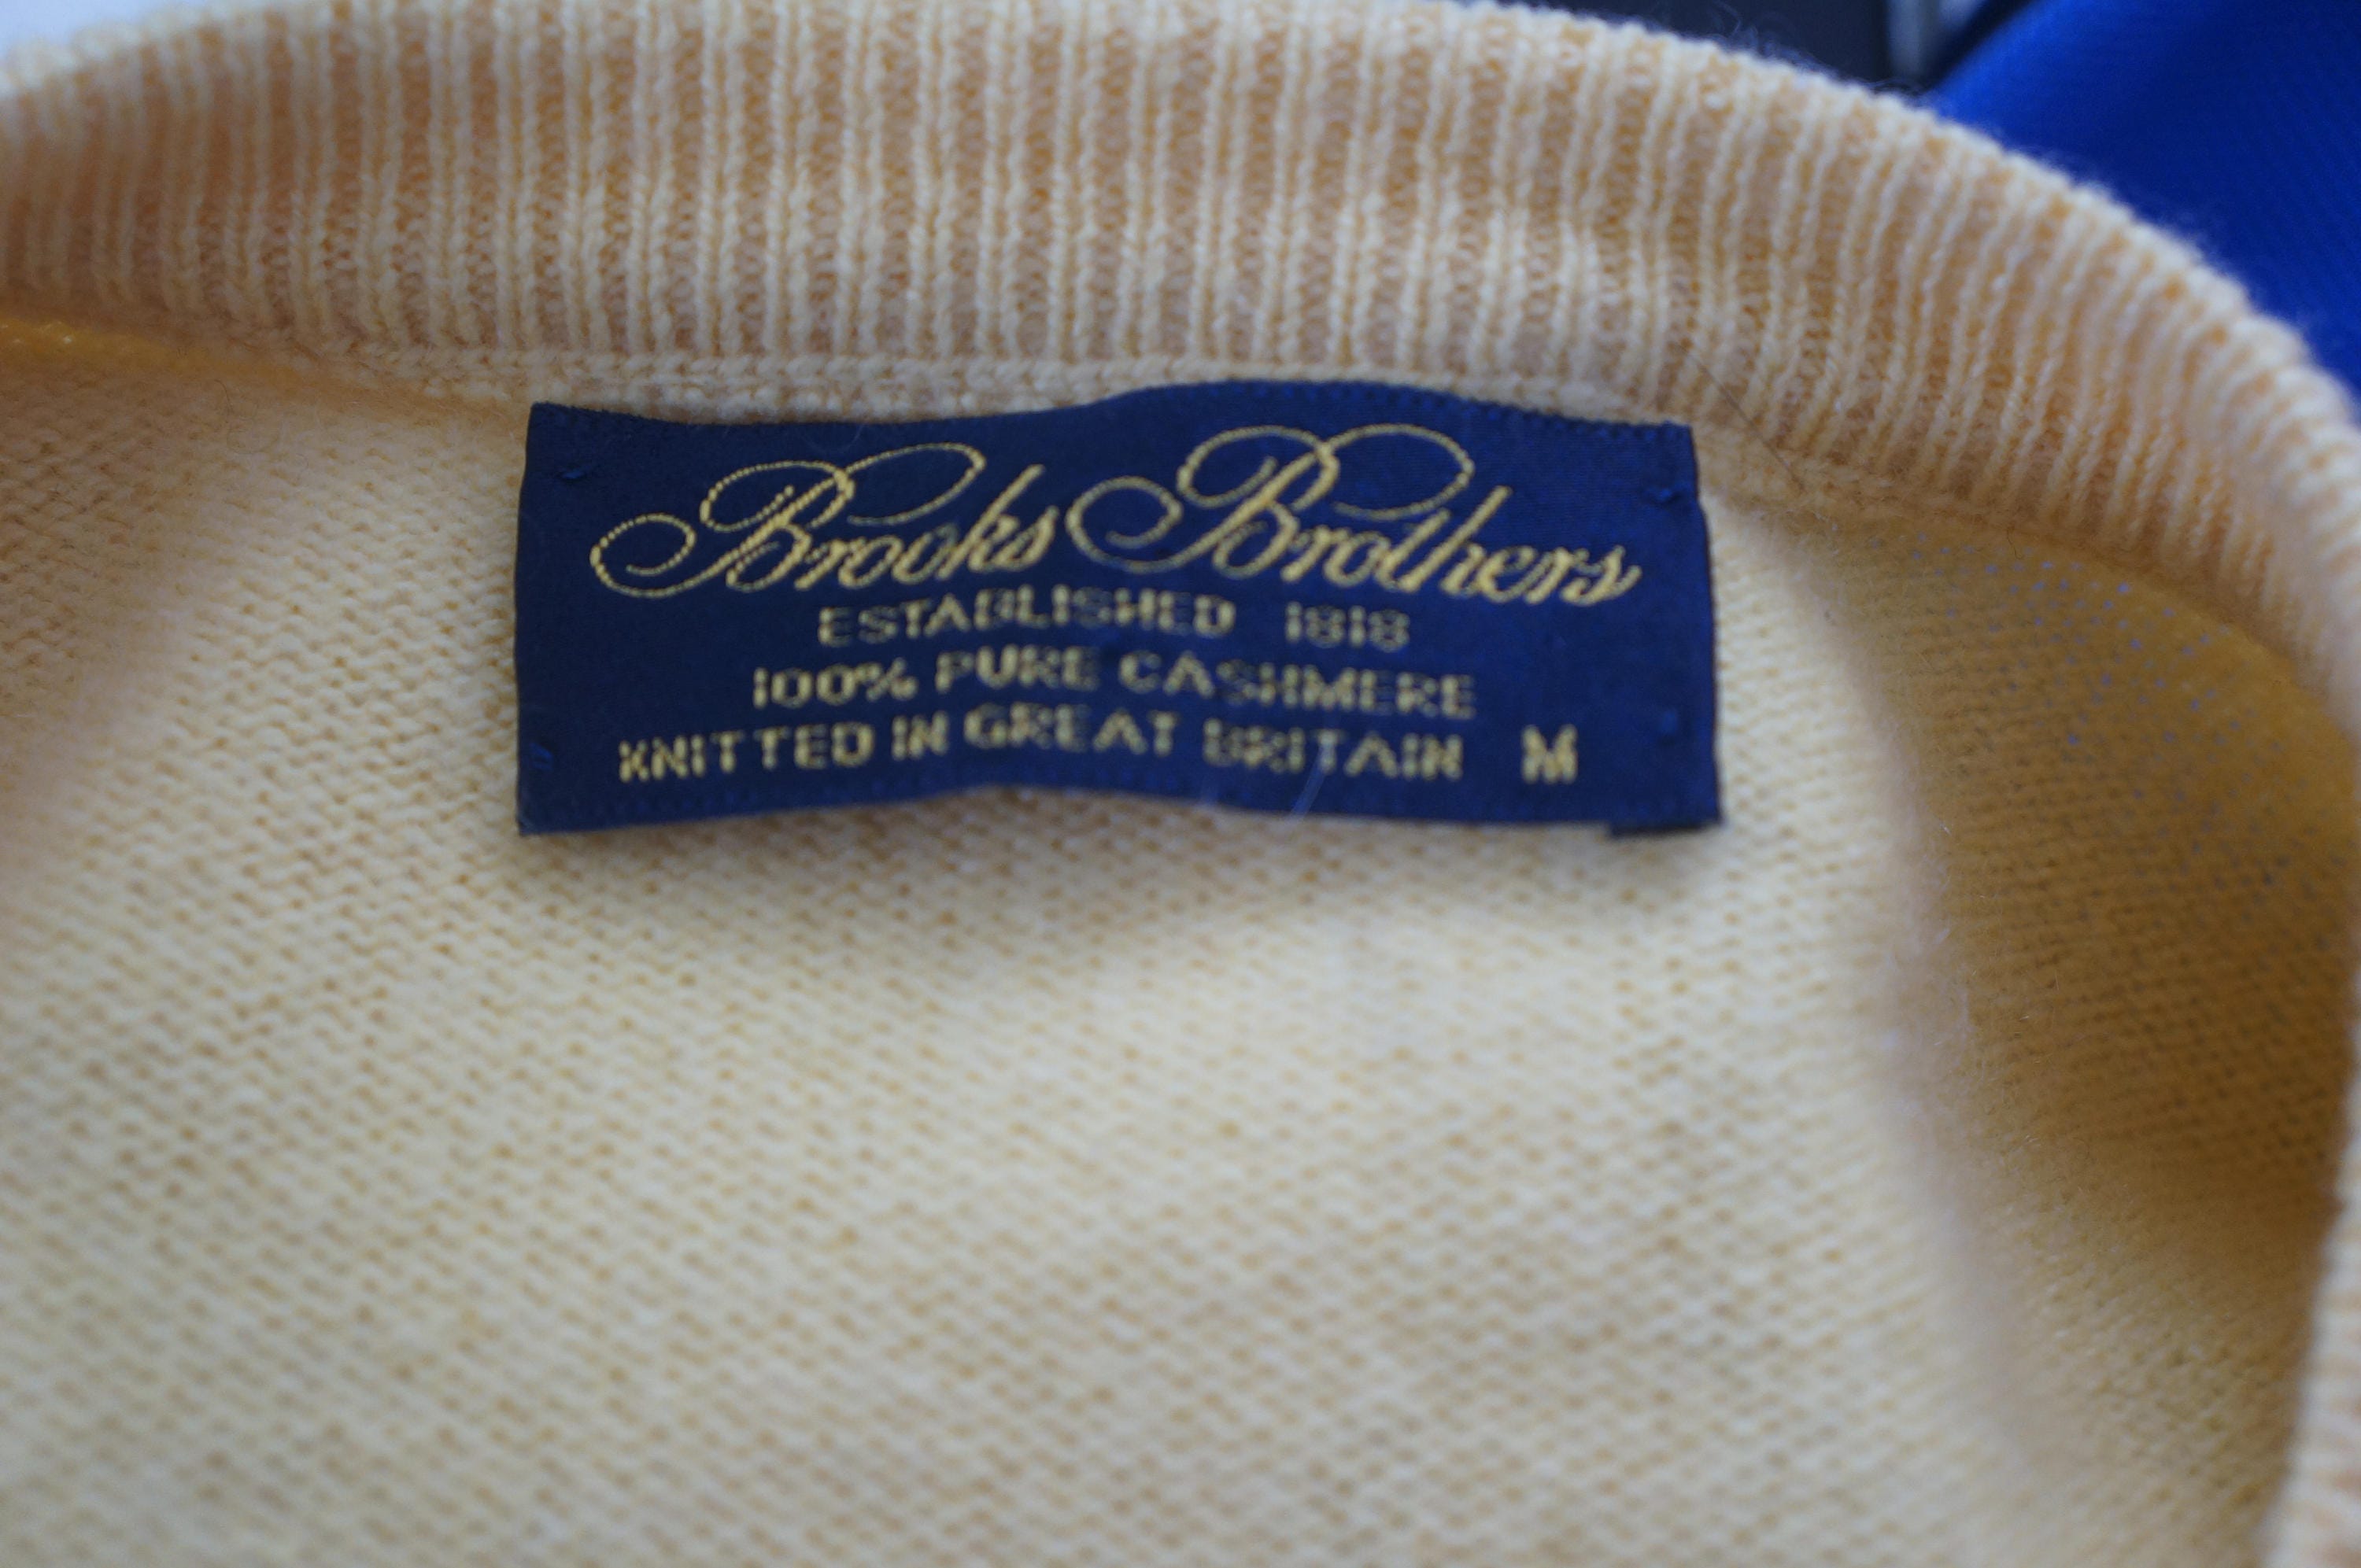 Brooks Brothers
ESTABLISHED 1818
100% PURE CASHMERE
KNITTED IN GREAT BRITAIN M